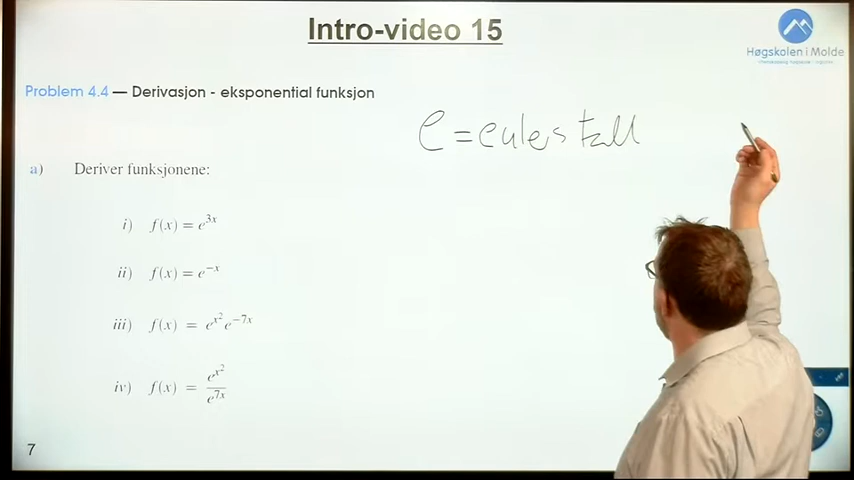 Intro-video 15
Høgskolen i Molde
Problem 4.4 — Derivasjon - eksponential funksjon
e = eulers tall
a) Deriver funksjonene:
i) f(x) = e^{3x}
ii) f(x) = e^{-x}
iii) f(x) = e^{x^2} e^{-7x}
iv) f(x) = \frac{e^{x^2}}{e^{7x}}
7